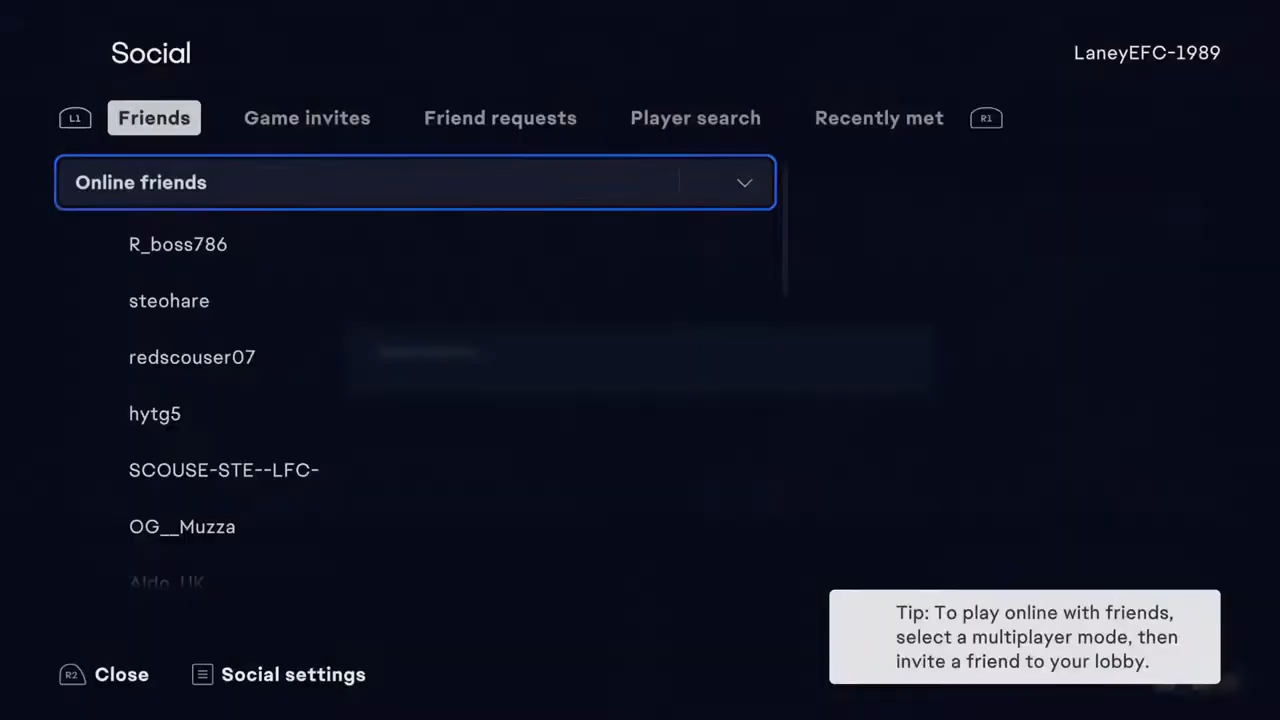 Social
LaneyEFC-1989
L1 Friends Game invites Friend requests Player search Recently met R1
Online friends
R_boss786
steohare
redscouser07
hytg5
SCOUSE-STE--LFC-
OG__Muzza
Aldo_UK
Tip: To play online with friends,
select a multiplayer mode, then
invite a friend to your lobby.
R2 Close Social settings